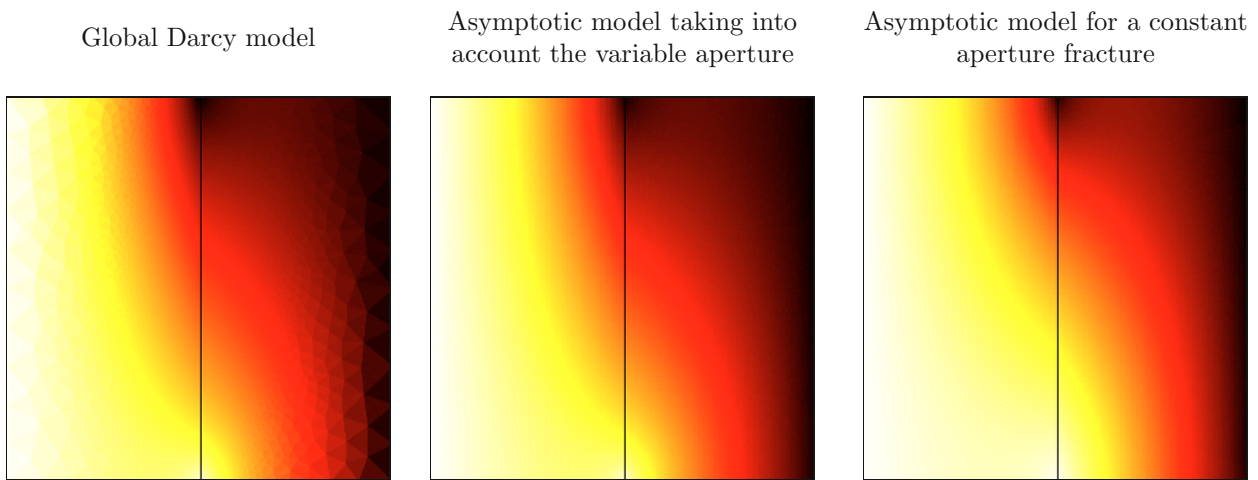 Global Darcy model
Asymptotic model taking into
account the variable aperture
Asymptotic model for a constant
aperture fracture